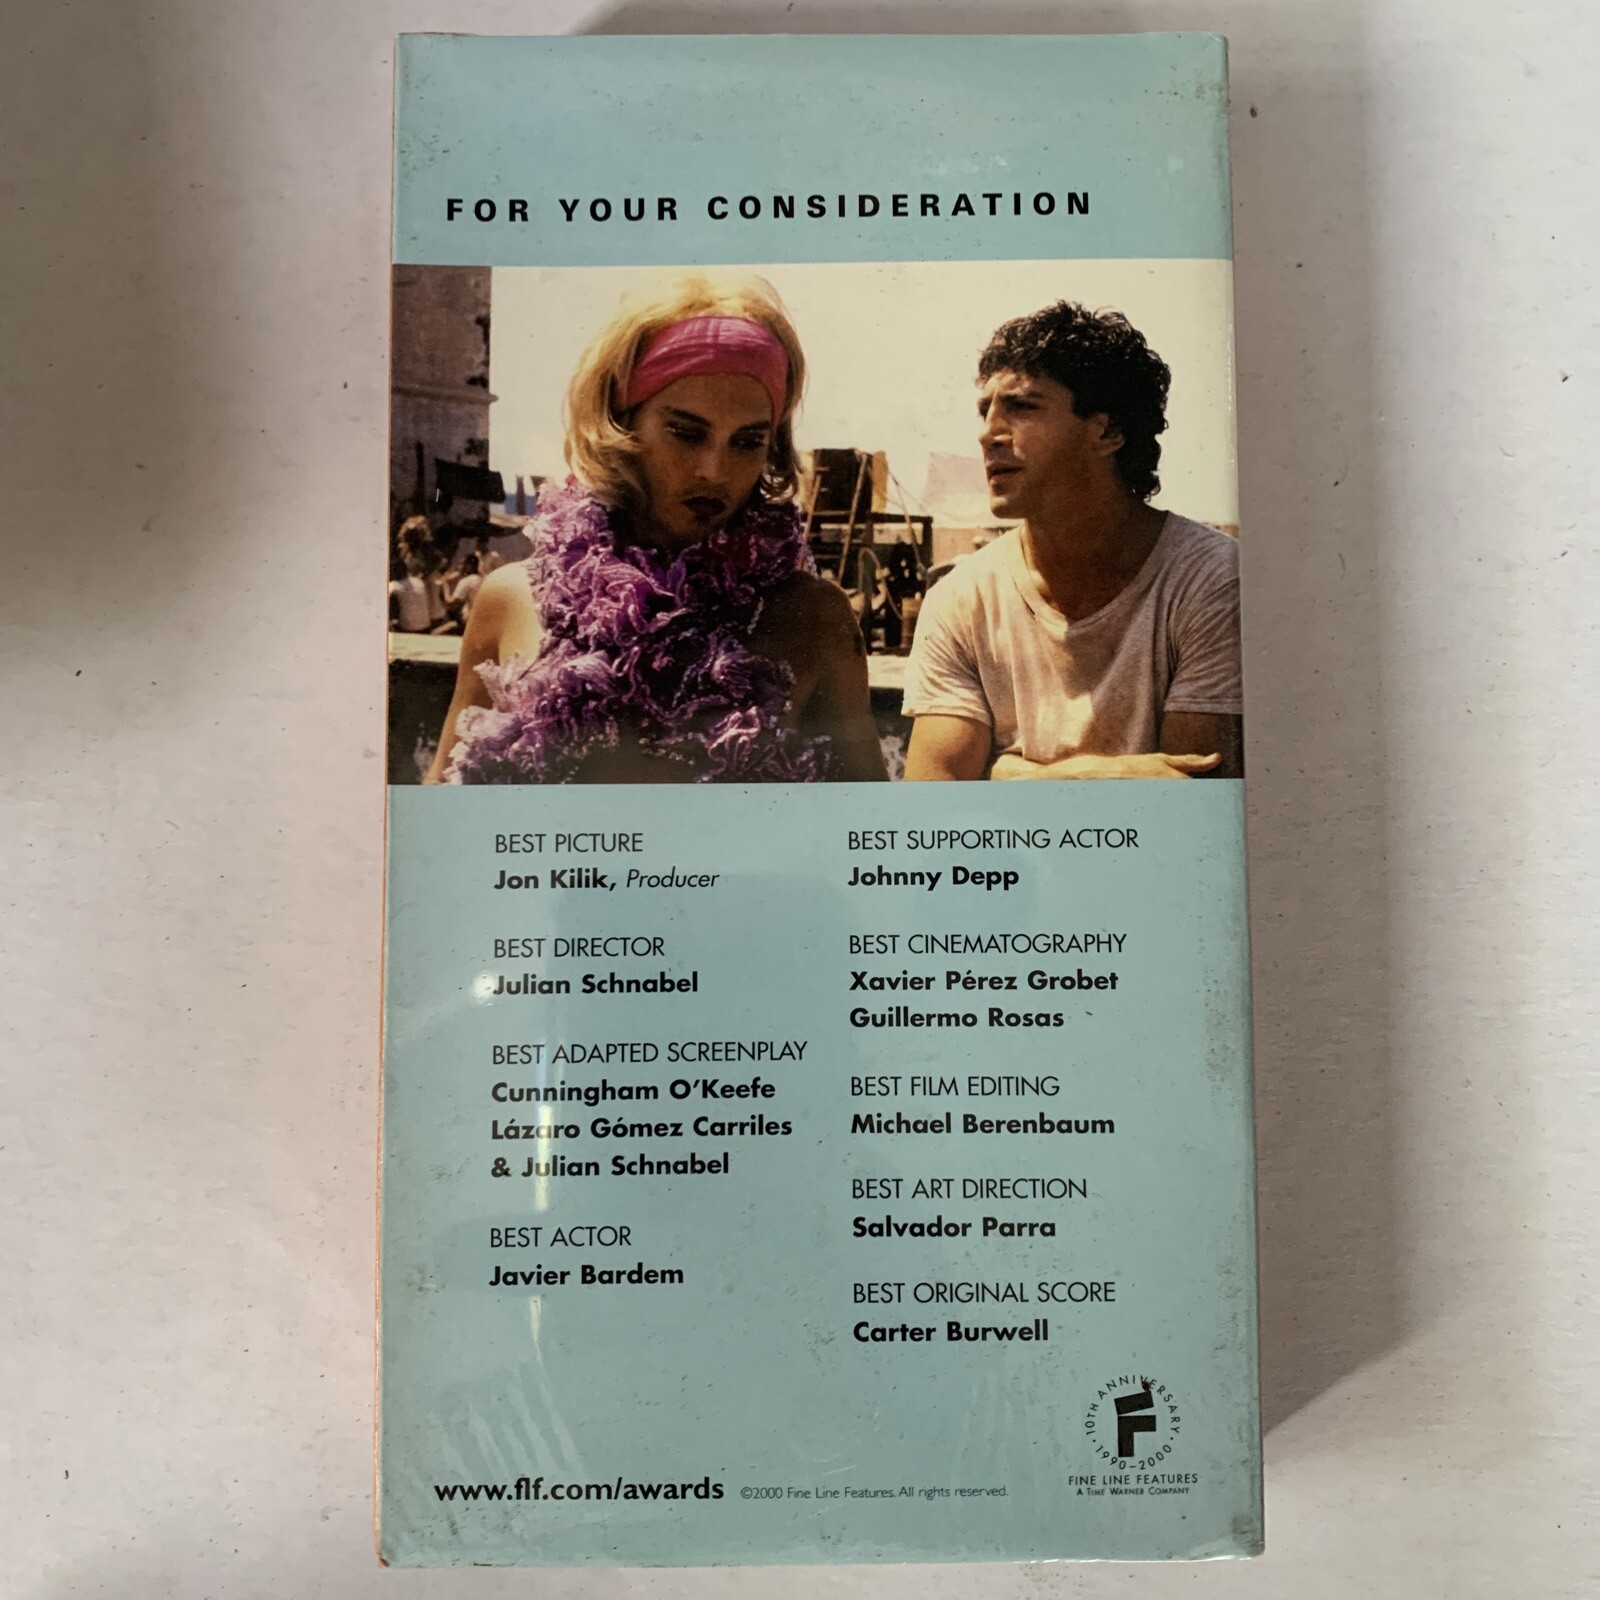 FOR YOUR CONSIDERATION
BEST PICTURE
Jon Kilik, Producer
BEST DIRECTOR
Julian Schnabel
BEST ADAPTED SCREENPLAY
Cunningham O'Keefe
Lázaro Gómez Carriles
& Julian Schnabel
BEST ACTOR
Javier Bardem
BEST SUPPORTING ACTOR
Johnny Depp
BEST CINEMATOGRAPHY
Xavier Pérez Grobet
Guillermo Rosas
BEST FILM EDITING
Michael Berenbaum
BEST ART DIRECTION
Salvador Parra
BEST ORIGINAL SCORE
Carter Burwell
10TH ANNIVERSARY
1990–2000
F
FINE LINE FEATURES
A TIME WARNER COMPANY
www.flf.com/awards ©2000 Fine Line Features. All rights reserved.